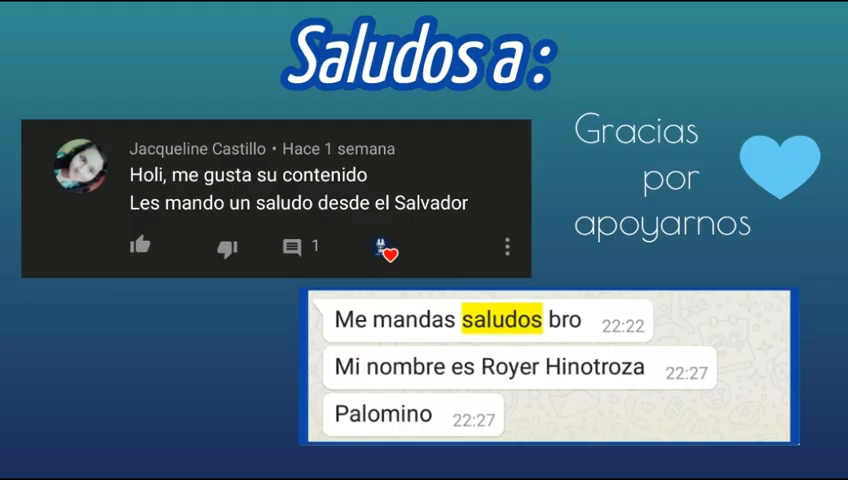 Saludos a :
Jacqueline Castillo • Hace 1 semana
Holi, me gusta su contenido
Les mando un saludo desde el Salvador
1
Gracias
por
apoyarnos
Me mandas saludos bro 22:22
Mi nombre es Royer Hinotroza 22:27
Palomino 22:27